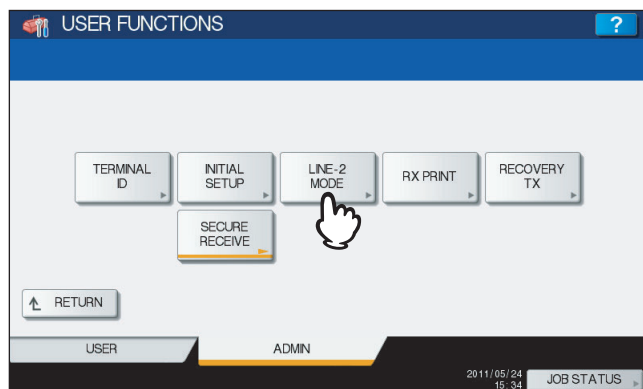 USER FUNCTIONS
?
TERMINAL
ID
INITIAL
SETUP
LINE-2
MODE
RX PRINT
RECOVERY
TX
SECURE
RECEIVE
RETURN
USER
ADMIN
2011/05/24
15:34
JOB STATUS